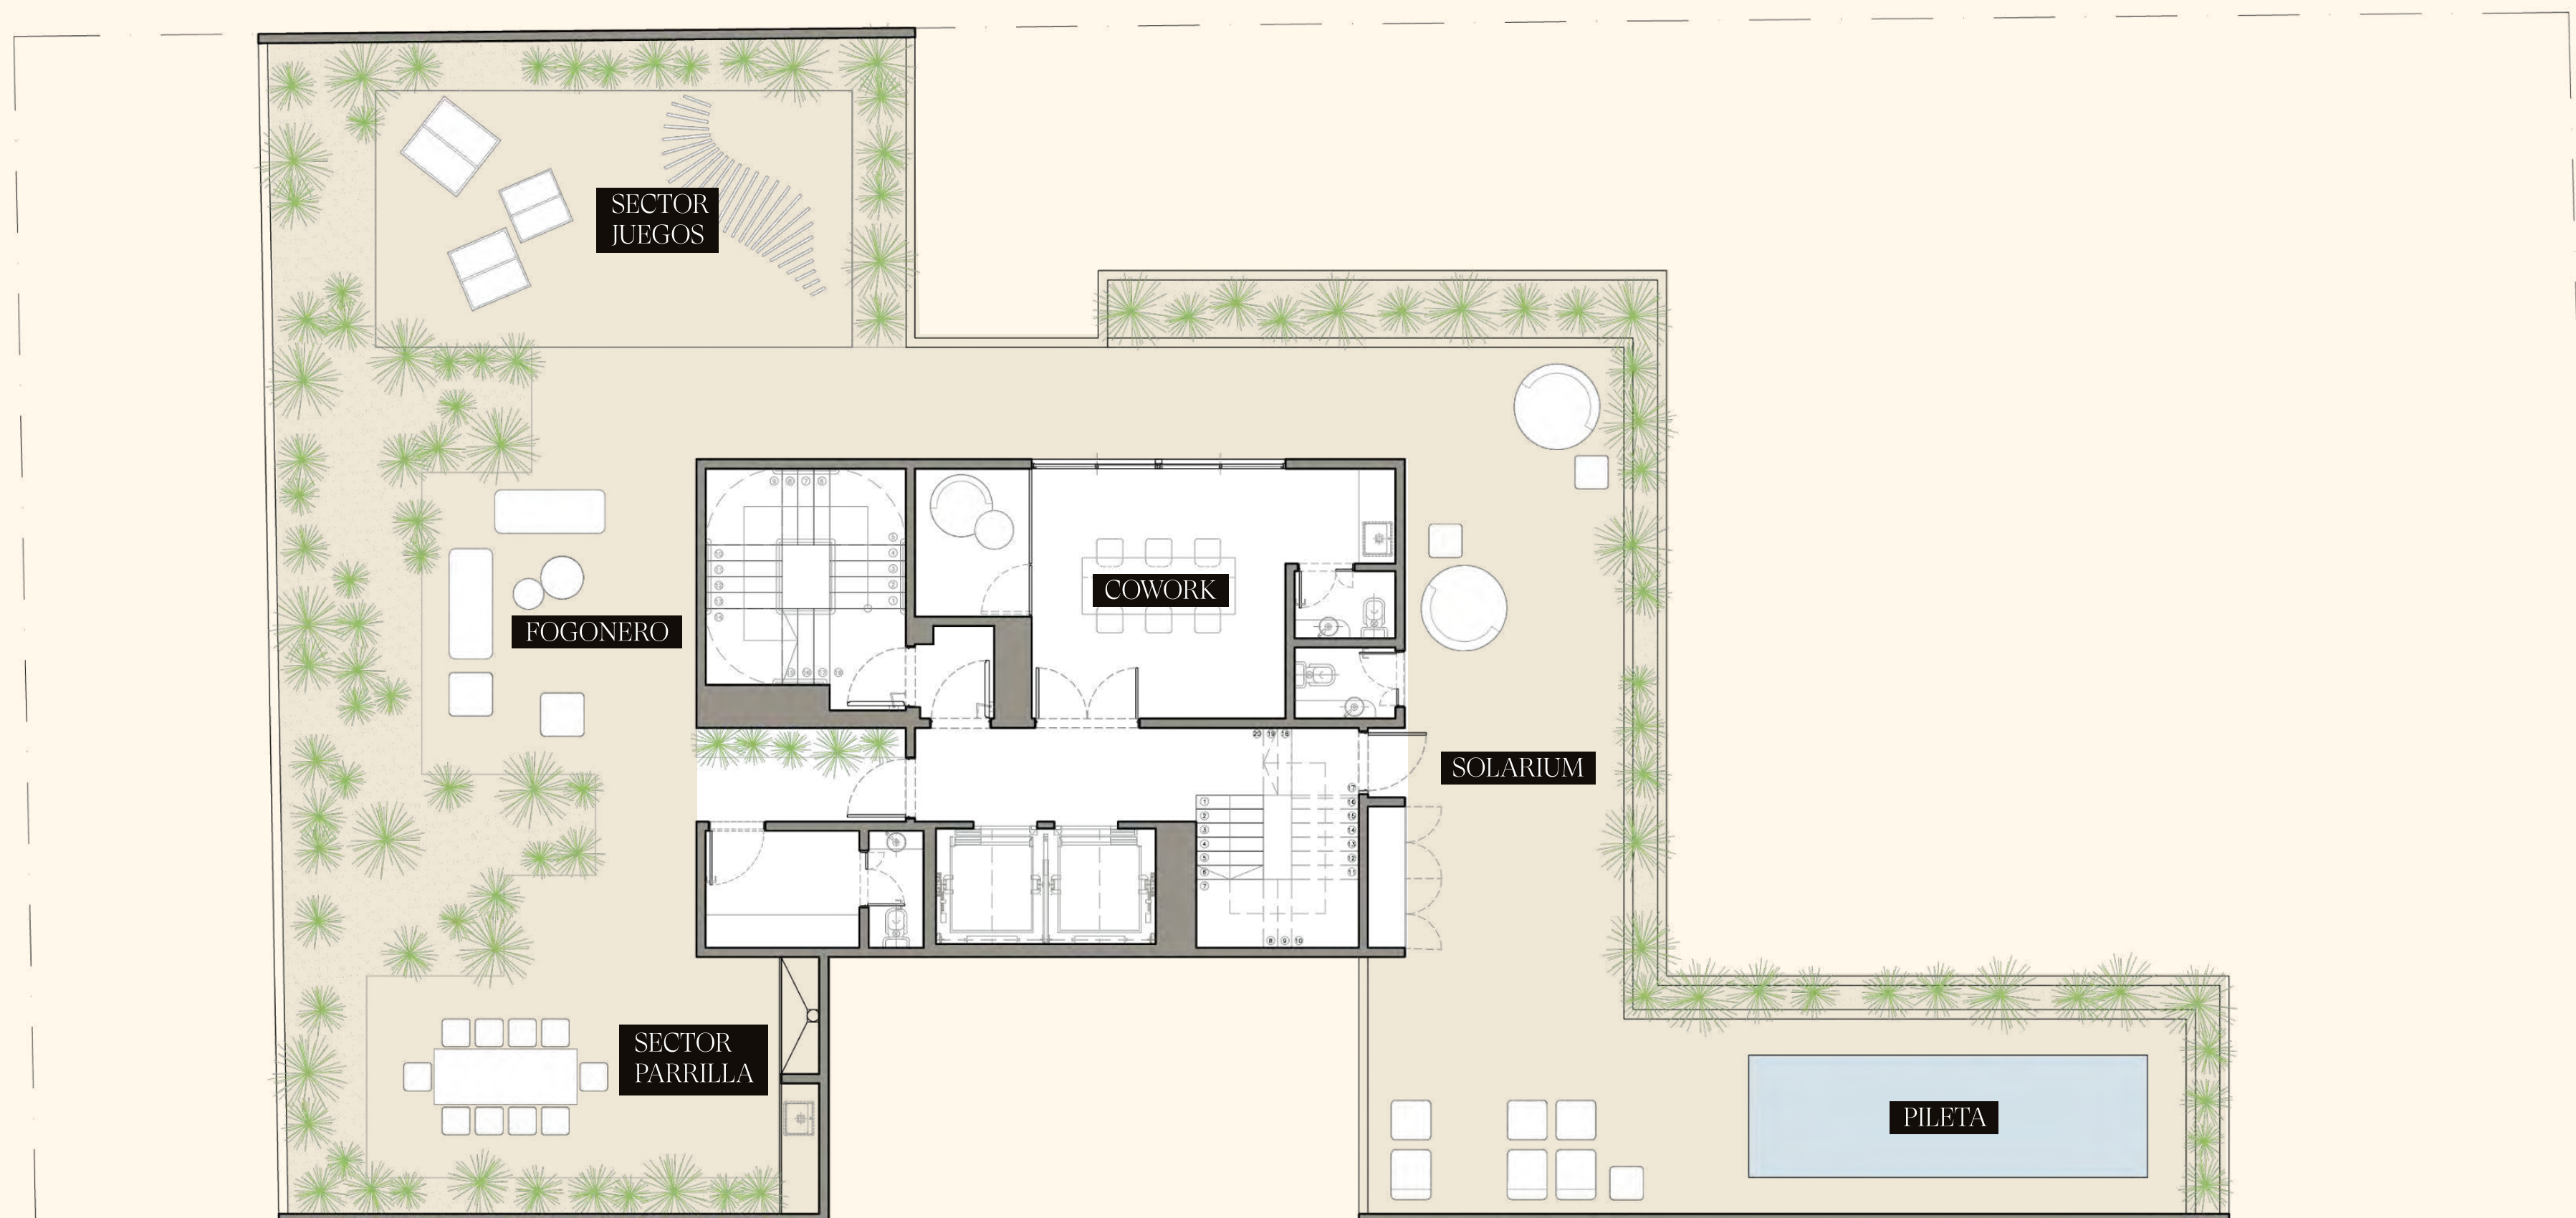 SECTOR
JUEGOS
COWORK
FOGONERO
SOLARIUM
SECTOR
PARRILLA
PILETA